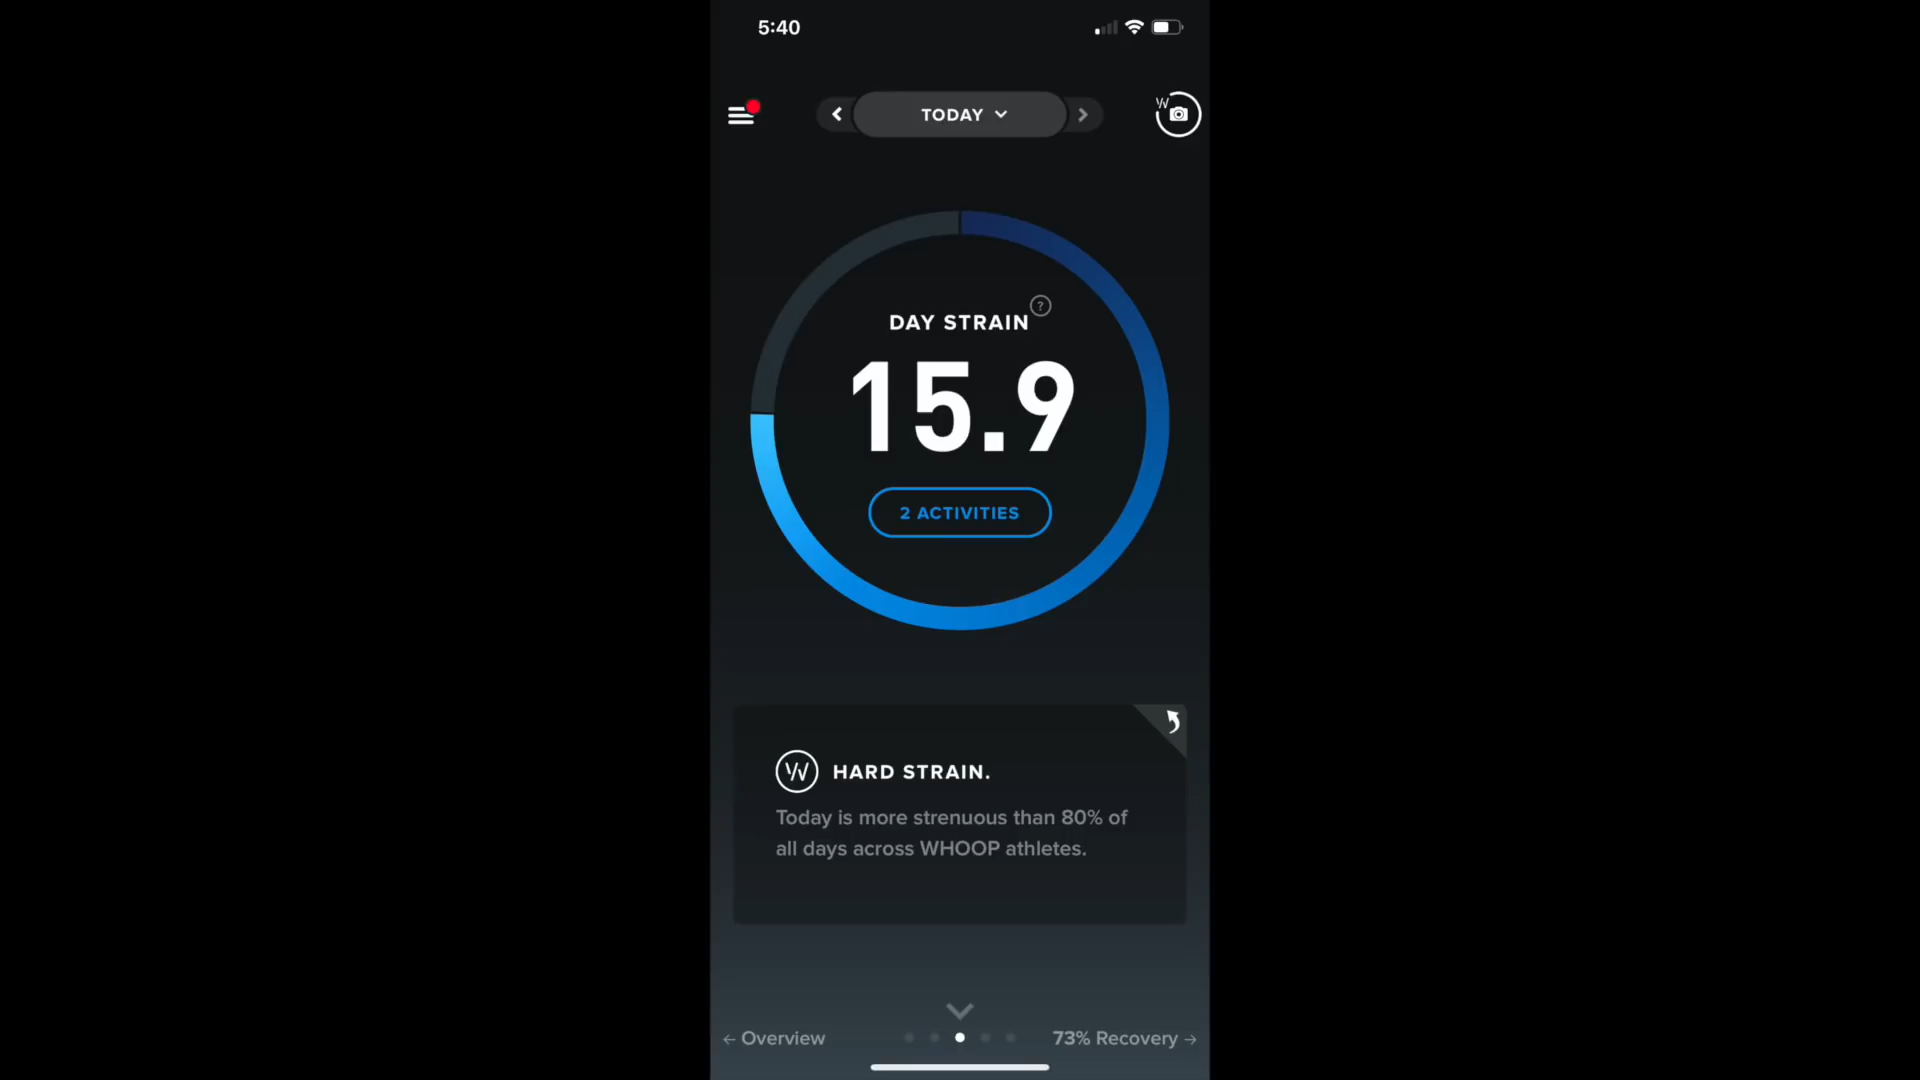 5:40
TODAY
W
DAY STRAIN ?
15.9
2 ACTIVITIES
W HARD STRAIN.
Today is more strenuous than 80% of
all days across WHOOP athletes.
← Overview
73% Recovery →